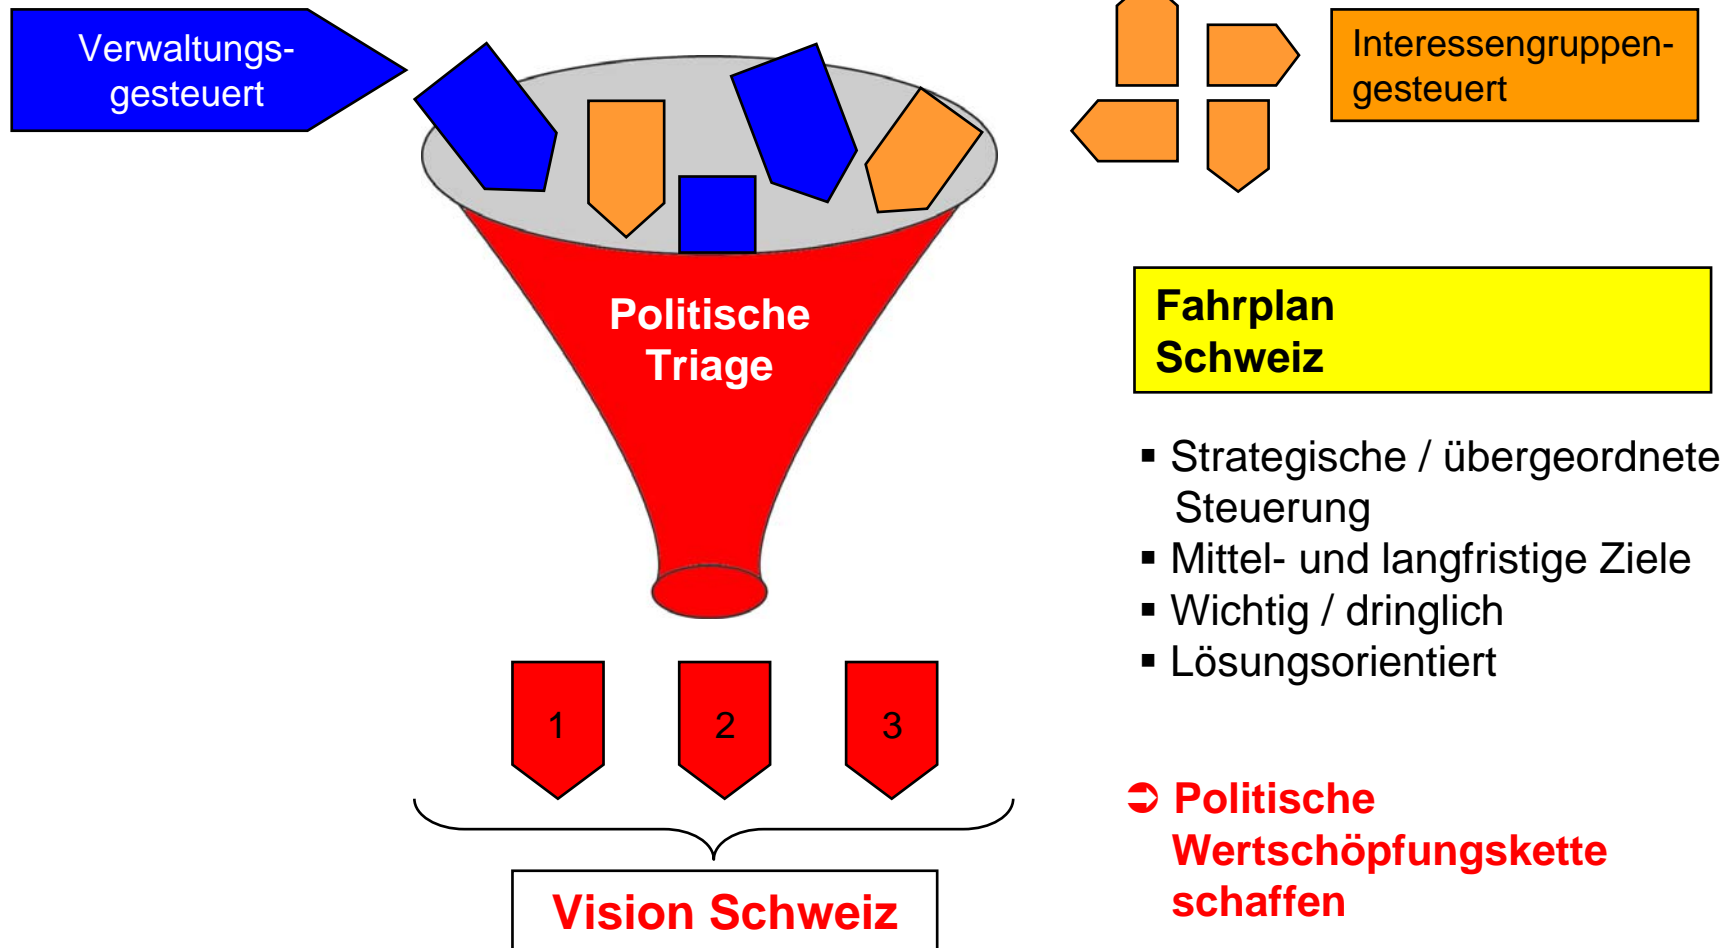 Verwaltungs-
gesteuert
Interessengruppen-
gesteuert
Politische
Triage
Fahrplan
Schweiz
▪ Strategische / übergeordnete
Steuerung
▪ Mittel- und langfristige Ziele
▪ Wichtig / dringlich
▪ Lösungsorientiert
1 2 3
➲ Politische
Wertschöpfungskette
schaffen
Vision Schweiz